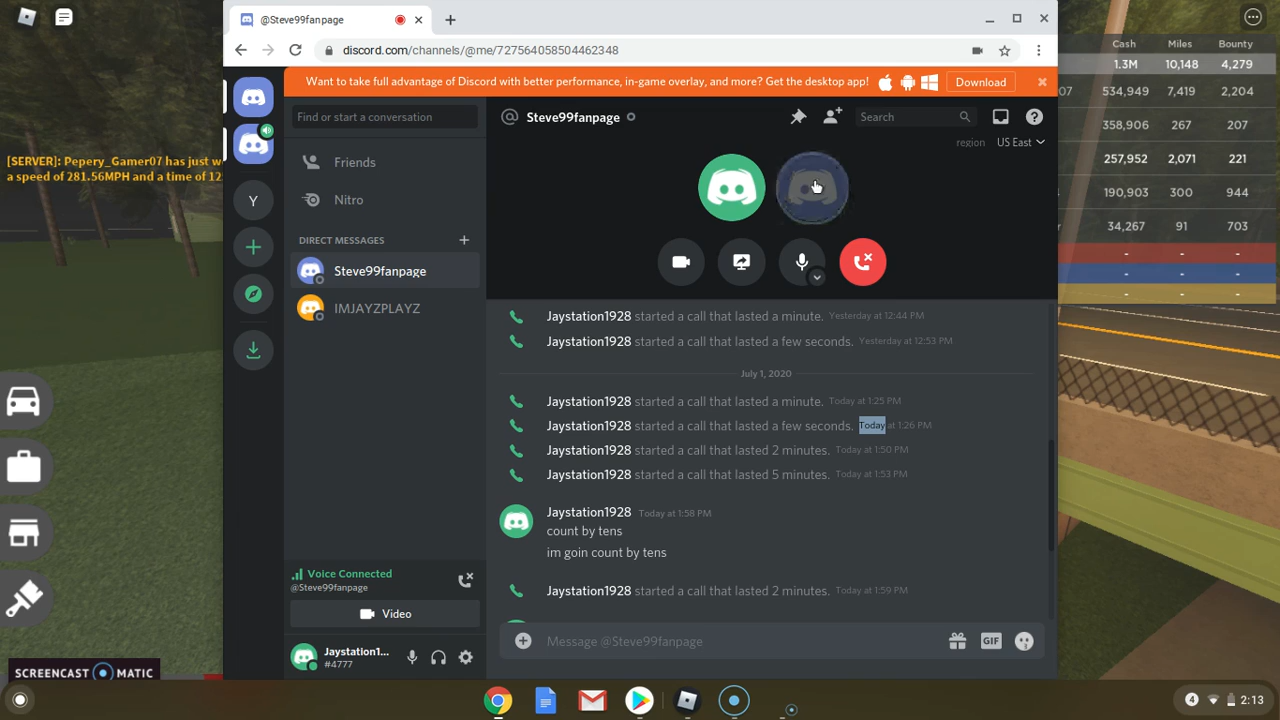 @Steve99fanpage
discord.com/channels/@me/727564058504462348
Want to take full advantage of Discord with better performance, in-game overlay, and more? Get the desktop app!
Download
Find or start a conversation
Friends
Nitro
DIRECT MESSAGES
Steve99fanpage
IMJAYZPLAYZ
Y
Voice Connected
@Steve99fanpage
Video
Jaystation1...
#4777
@ Steve99fanpage
Search
region US East
Jaystation1928 started a call that lasted a minute. Yesterday at 12:44 PM
Jaystation1928 started a call that lasted a few seconds. Yesterday at 12:53 PM
July 1, 2020
Jaystation1928 started a call that lasted a minute. Today at 1:25 PM
Jaystation1928 started a call that lasted a few seconds. Today at 1:26 PM
Jaystation1928 started a call that lasted 2 minutes. Today at 1:50 PM
Jaystation1928 started a call that lasted 5 minutes. Today at 1:53 PM
Jaystation1928 Today at 1:58 PM
count by tens
im goin count by tens
Jaystation1928 started a call that lasted 2 minutes. Today at 1:59 PM
Message @Steve99fanpage
GIF
[SERVER]: Pepery_Gamer07 has just
a speed of 281.56MPH and a time of
Cash Miles Bounty
1.3M 10,148 4,279
07 534,949 7,419 2,204
358,906 267 207
257,952 2,071 221
190,903 300 944
34,267 91 703
- - -
- - -
- - -
SCREENCAST MATIC
4 2:13